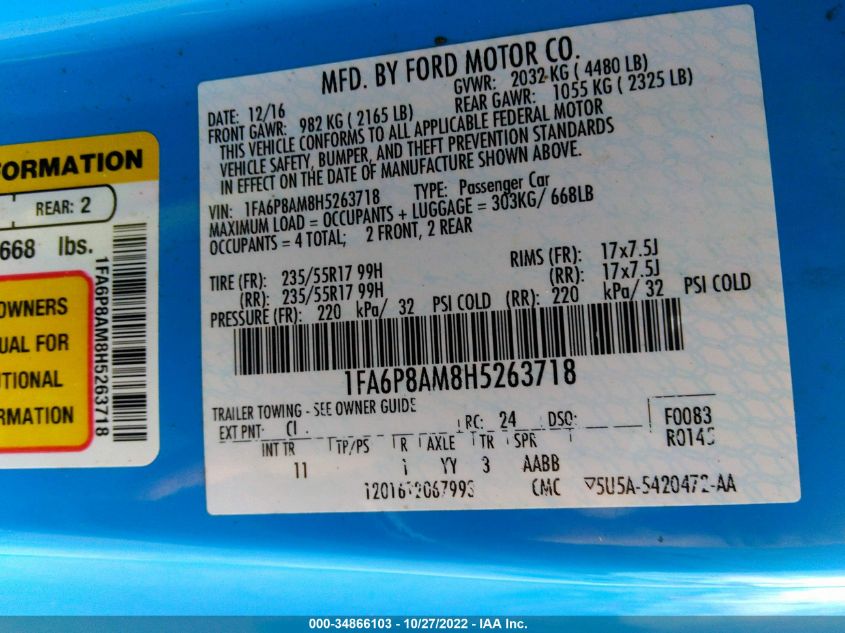 FORMATION
REAR: 2
668 lbs.
OWNERS
UAL FOR
ITIONAL
RMATION
1FA6P8AM8H5263718
MFD. BY FORD MOTOR CO.
DATE: 12/16 GVWR: 2032 KG ( 4480 LB)
FRONT GAWR: 982 KG ( 2165 LB) REAR GAWR: 1055 KG ( 2325 LB)
THIS VEHICLE CONFORMS TO ALL APPLICABLE FEDERAL MOTOR
VEHICLE SAFETY, BUMPER, AND THEFT PREVENTION STANDARDS
IN EFFECT ON THE DATE OF MANUFACTURE SHOWN ABOVE.
VIN: 1FA6P8AM8H5263718 TYPE: Passenger Car
MAXIMUM LOAD = OCCUPANTS + LUGGAGE = 303KG/ 668LB
OCCUPANTS = 4 TOTAL; 2 FRONT, 2 REAR
TIRE (FR): 235/55R17 99H RIMS (FR): 17x7.5J
(RR): 235/55R17 99H (RR): 17x7.5J
PRESSURE (FR): 220 kPa/ 32 PSI COLD (RR): 220 kPa/ 32 PSI COLD
1FA6P8AM8H5263718
TRAILER TOWING - SEE OWNER GUIDE
EXT PNT: CI RC: 24 DSO: F0083
INT TR TP/PS R AXLE TR SPR
11 YY 3 AABB
CMC
000-34866103 - 10/27/2022 - IAA Inc.